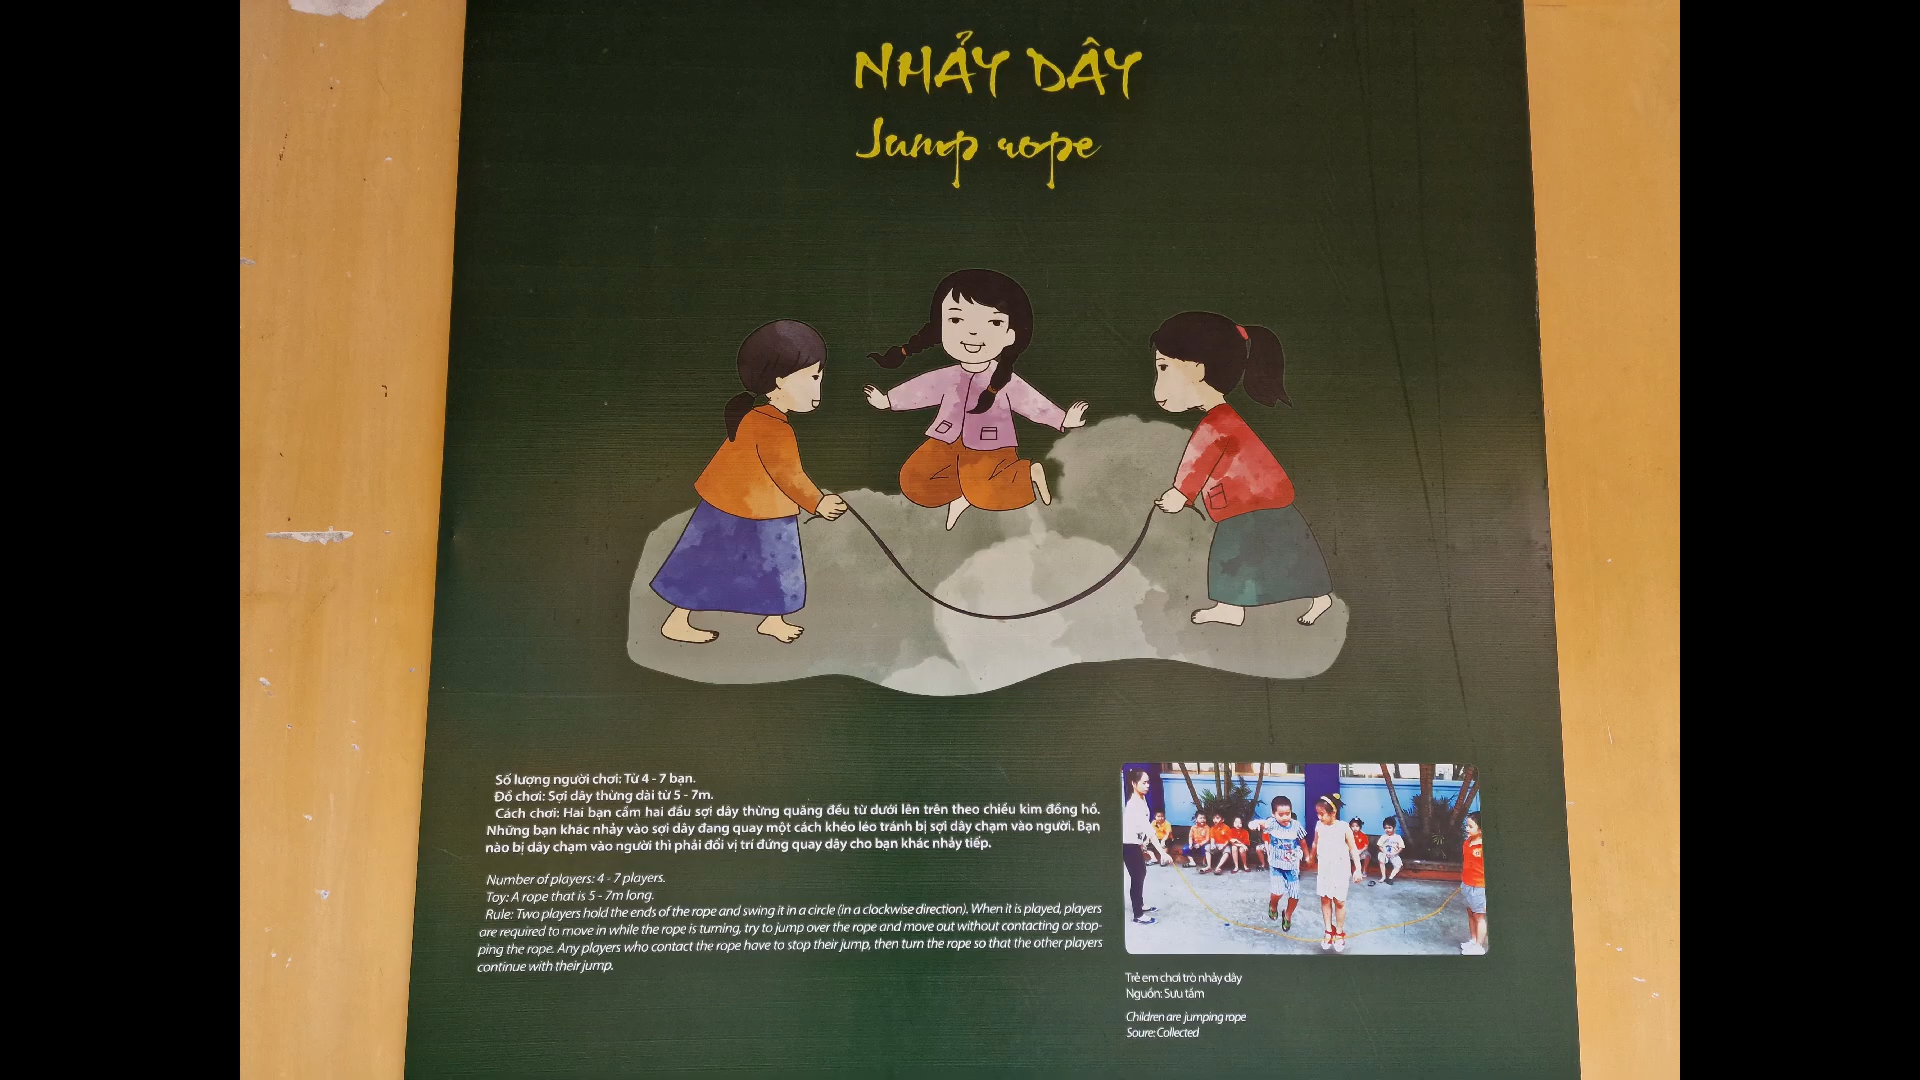 NHẢY DÂY
Jump rope
Số lượng người chơi: Từ 4 - 7 bạn.
Đồ chơi: Sợi dây thừng dài từ 5 - 7m.
Cách chơi: Hai bạn cầm hai đầu sợi dây thừng quăng đều từ dưới lên trên theo chiều kim đồng hồ.
Những bạn khác nhảy vào sợi dây đang quay một cách khéo léo tránh bị sợi dây chạm vào người. Bạn
nào bị dây chạm vào người thì phải đổi vị trí đứng quay dây cho bạn khác nhảy tiếp.
Number of players: 4 - 7 players.
Toy: A rope that is 5 - 7m long.
Rule: Two players hold the ends of the rope and swing it in a circle (in a clockwise direction). When it is played, players
are required to move in while the rope is turning, try to jump over the rope and move out without contacting or stop-
ping the rope. Any players who contact the rope have to stop their jump, then turn the rope so that the other players
continue with their jump.
Trẻ em chơi trò nhảy dây
Nguồn: Sưu tầm
Children are jumping rope
Soure: Collected